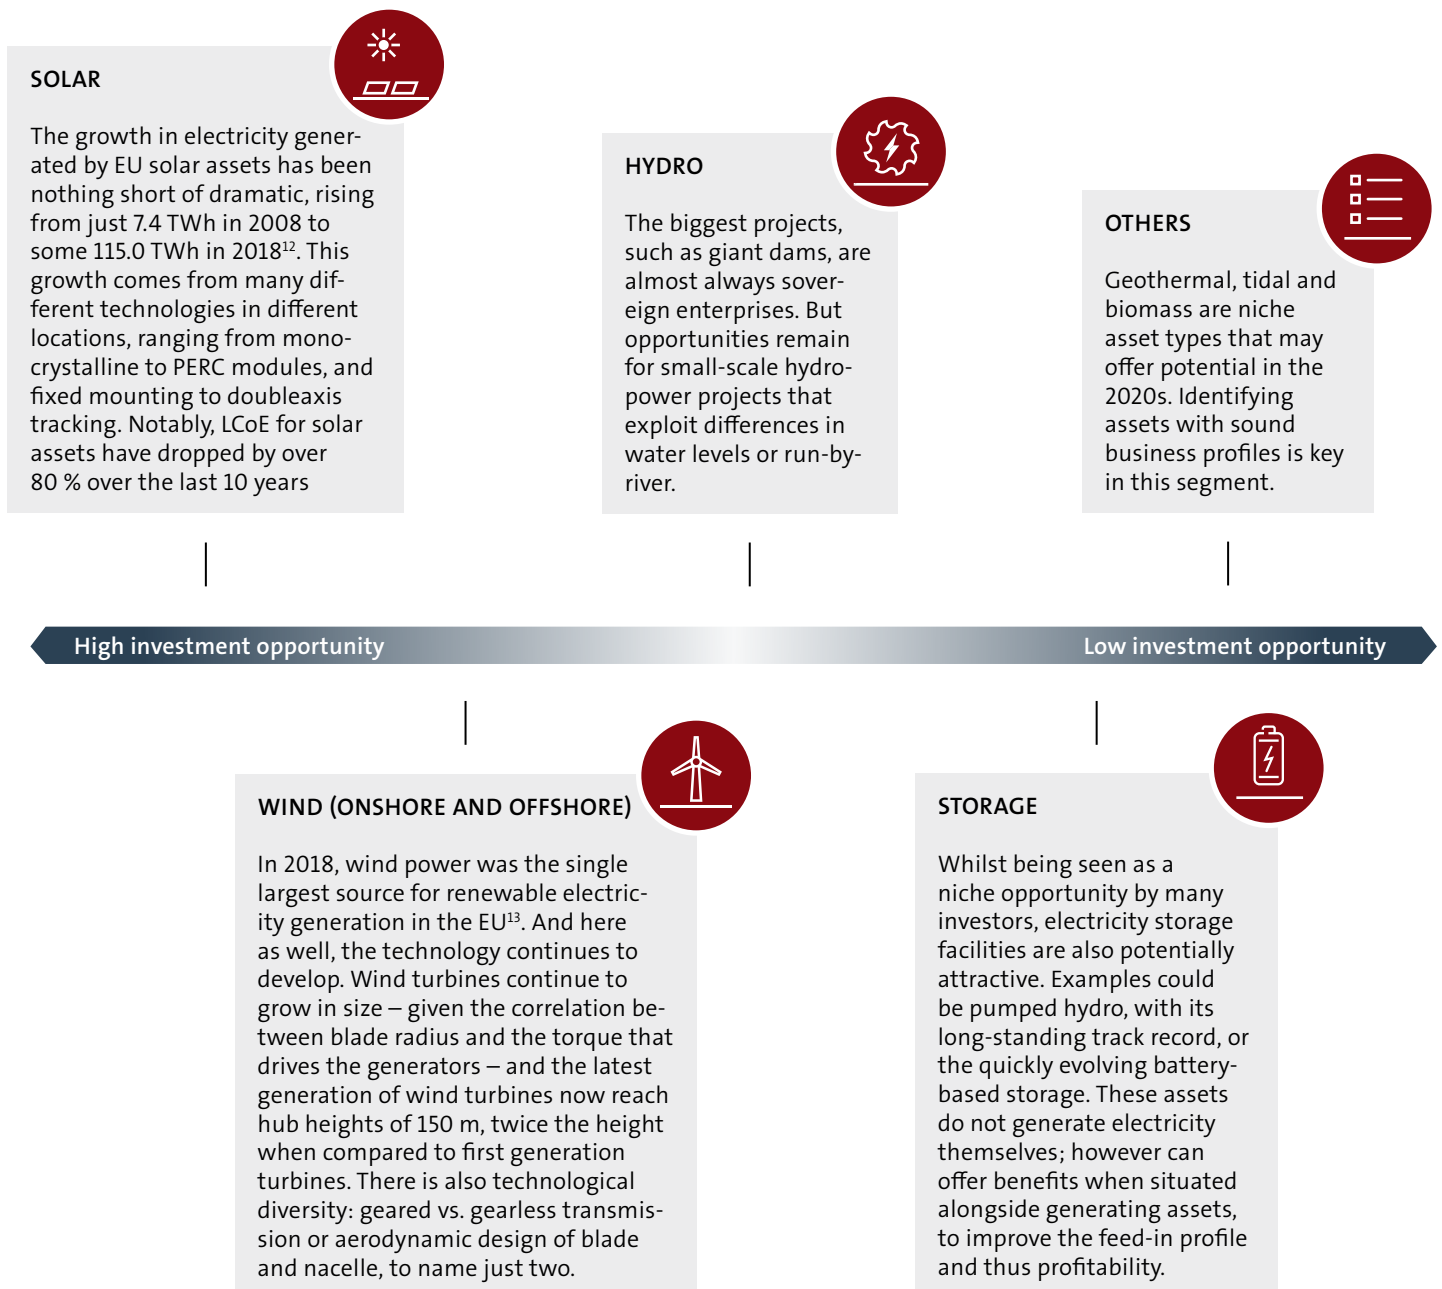 SOLAR
The growth in electricity gener-
ated by EU solar assets has been
nothing short of dramatic, rising
from just 7.4 TWh in 2008 to
some 115.0 TWh in 2018¹². This
growth comes from many dif-
ferent technologies in different
locations, ranging from mono-
crystalline to PERC modules, and
fixed mounting to doubleaxis
tracking. Notably, LCoE for solar
assets have dropped by over
80 % over the last 10 years
HYDRO
The biggest projects,
such as giant dams, are
almost always sover-
eign enterprises. But
opportunities remain
for small-scale hydro-
power projects that
exploit differences in
water levels or run-by-
river.
OTHERS
Geothermal, tidal and
biomass are niche
asset types that may
offer potential in the
2020s. Identifying
assets with sound
business profiles is key
in this segment.
High investment opportunity
Low investment opportunity
WIND (ONSHORE AND OFFSHORE)
In 2018, wind power was the single
largest source for renewable electric-
ity generation in the EU¹³. And here
as well, the technology continues to
develop. Wind turbines continue to
grow in size – given the correlation be-
tween blade radius and the torque that
drives the generators – and the latest
generation of wind turbines now reach
hub heights of 150 m, twice the height
when compared to first generation
turbines. There is also technological
diversity: geared vs. gearless transmis-
sion or aerodynamic design of blade
and nacelle, to name just two.
STORAGE
Whilst being seen as a
niche opportunity by many
investors, electricity storage
facilities are also potentially
attractive. Examples could
be pumped hydro, with its
long-standing track record, or
the quickly evolving battery-
based storage. These assets
do not generate electricity
themselves; however can
offer benefits when situated
alongside generating assets,
to improve the feed-in profile
and thus profitability.